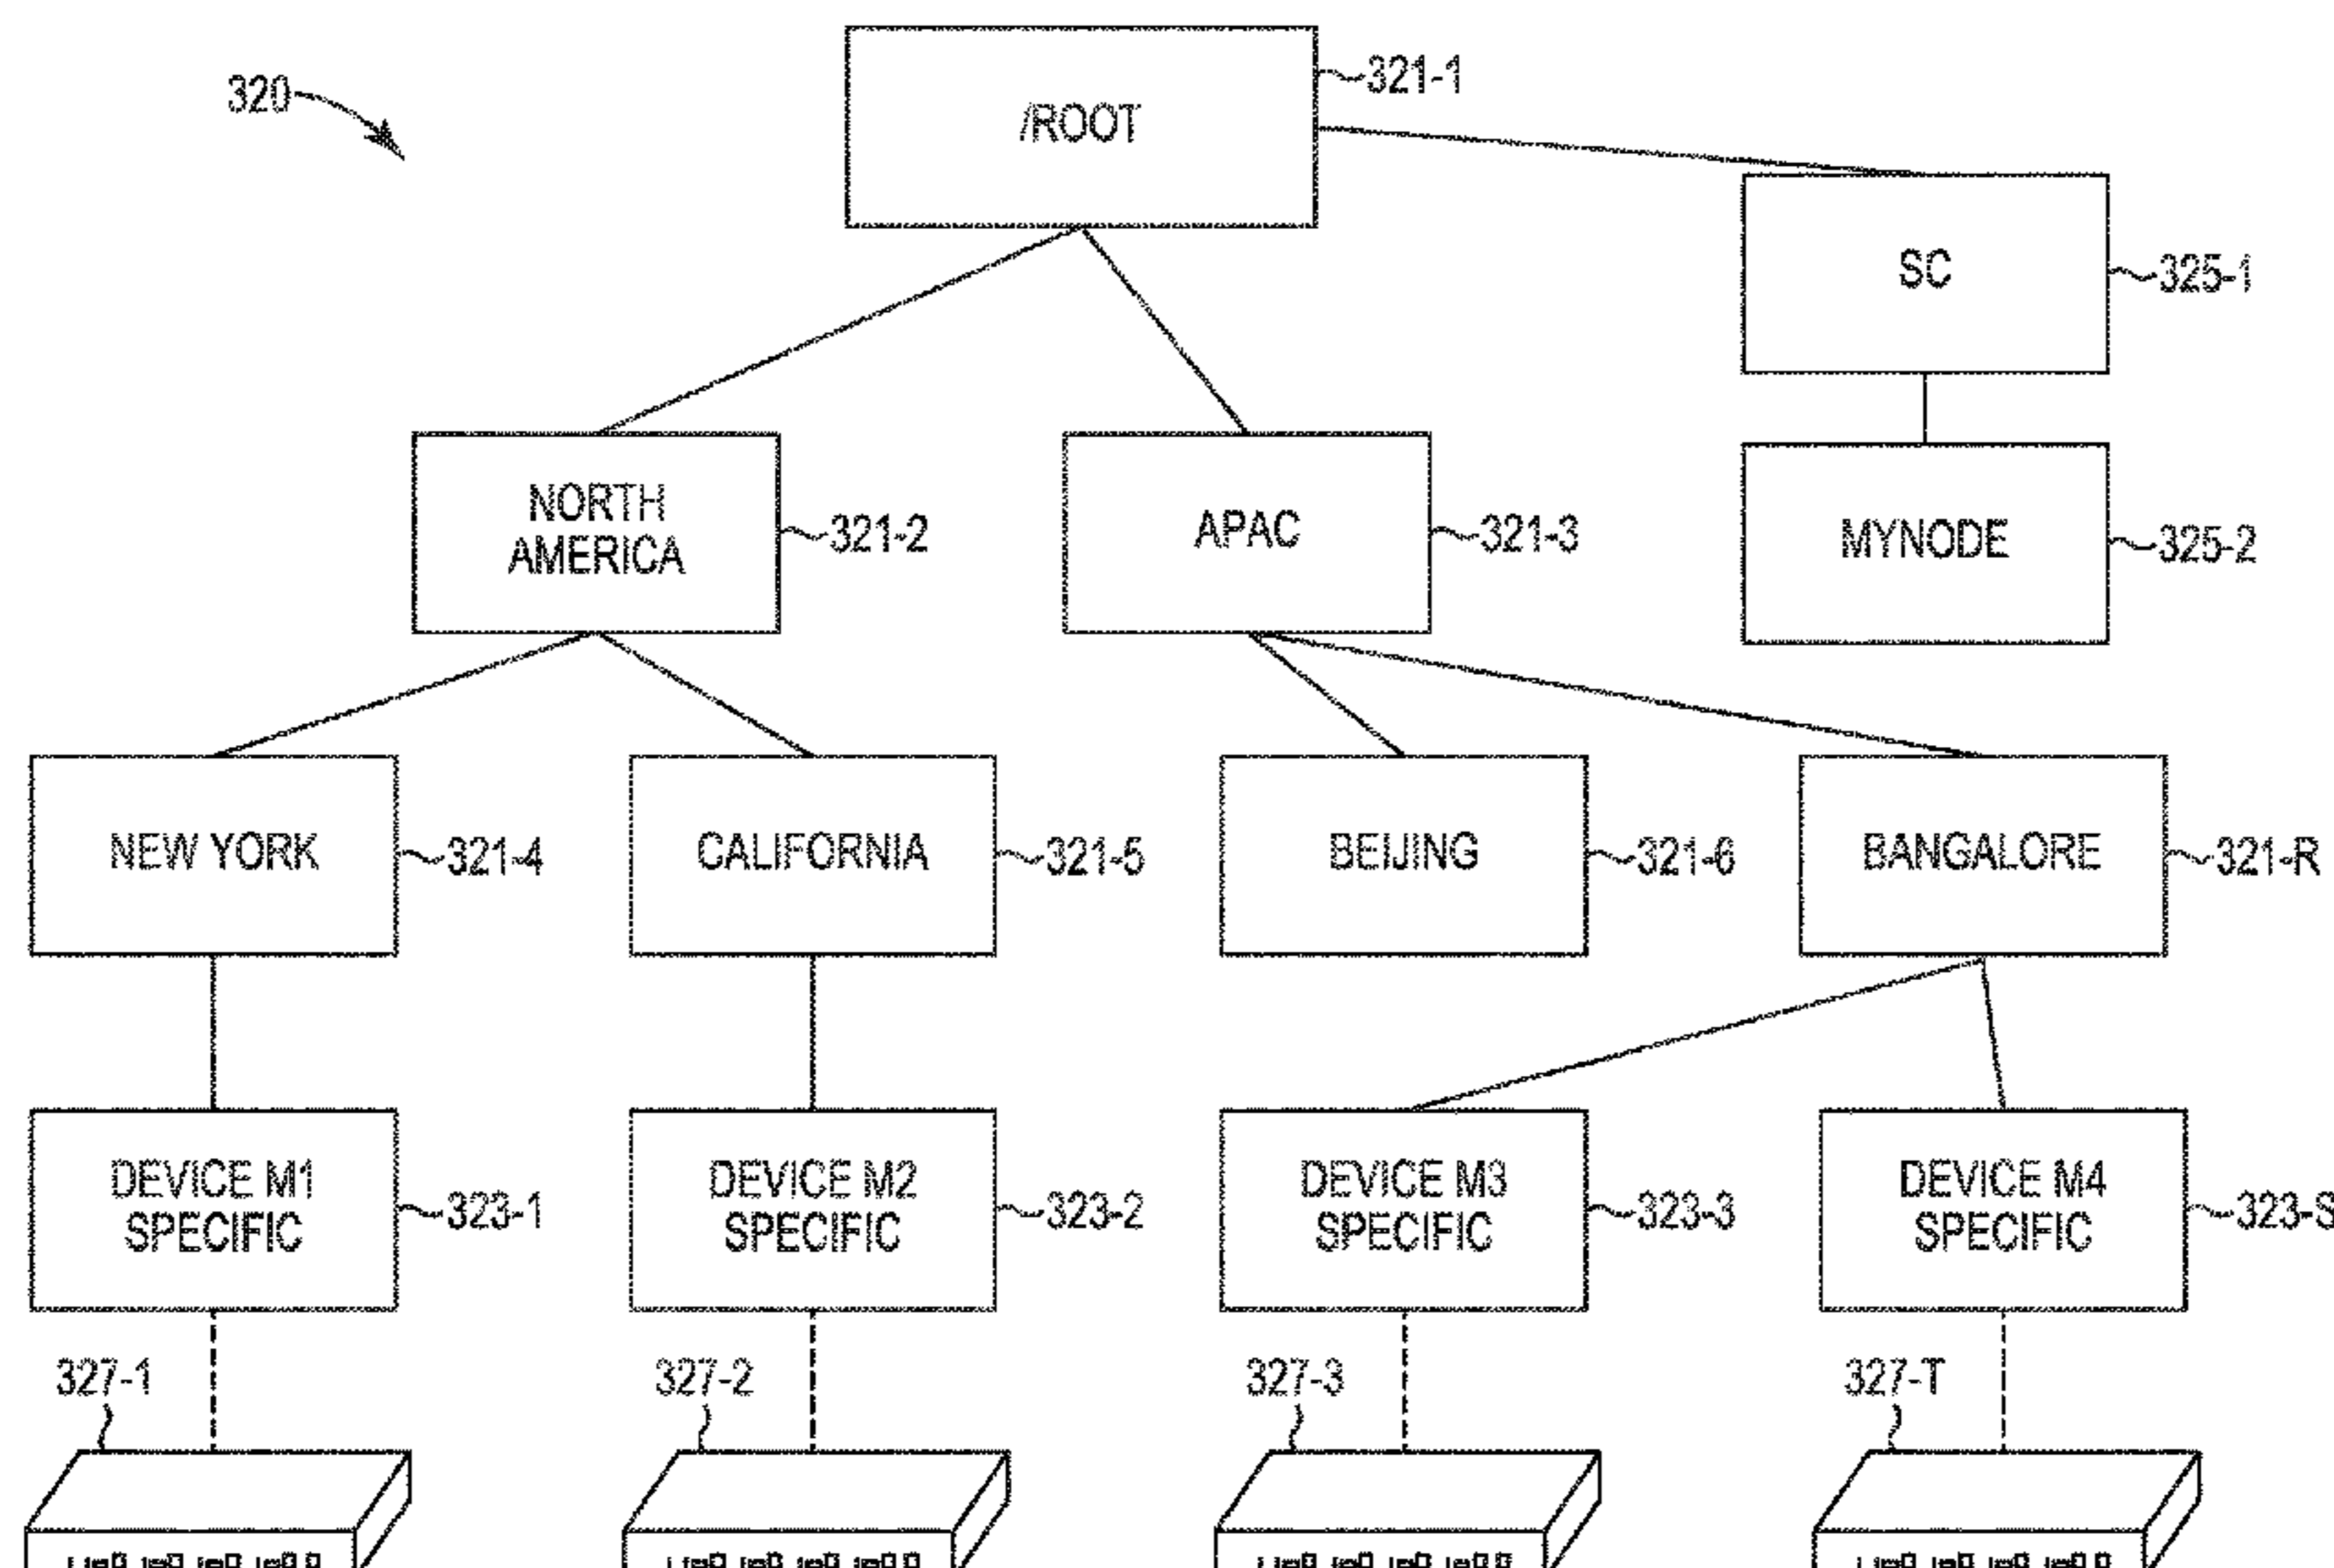 320
/ROOT
321-1
SC
325-1
NORTH
AMERICA
321-2
APAC
321-3
MYNODE
325-2
NEW YORK
321-4
CALIFORNIA
321-5
BEIJING
321-6
BANGALORE
321-R
DEVICE M1
SPECIFIC
323-1
DEVICE M2
SPECIFIC
323-2
DEVICE M3
SPECIFIC
323-3
DEVICE M4
SPECIFIC
323-S
327-1
327-2
327-3
327-T